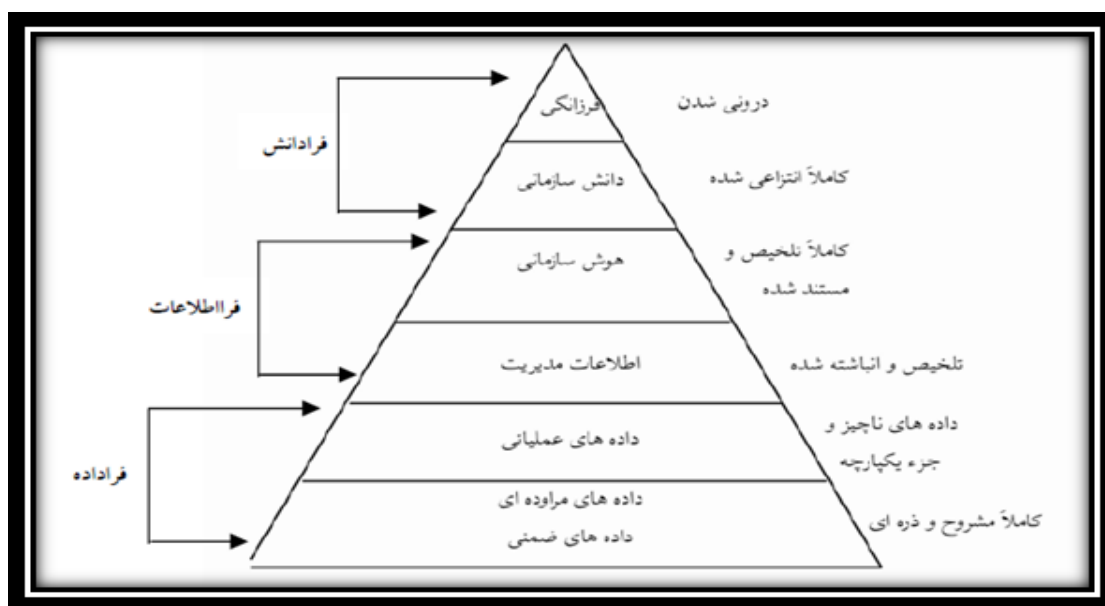 فرزانگی
درونی شدن
فرادانش
دانش سازمانی
کاملاً انتزاعی شده
هوش سازمانی
کاملاً تلخیص و
مستند شده
فرااطلاعات
اطلاعات مدیریت
تلخیص و انباشته شده
داده های عملیاتی
داده های ناچیز و
جزء یکپارچه
فراداده
داده های مراوده ای
داده های ضمنی
کاملاً مشروح و ذره ای